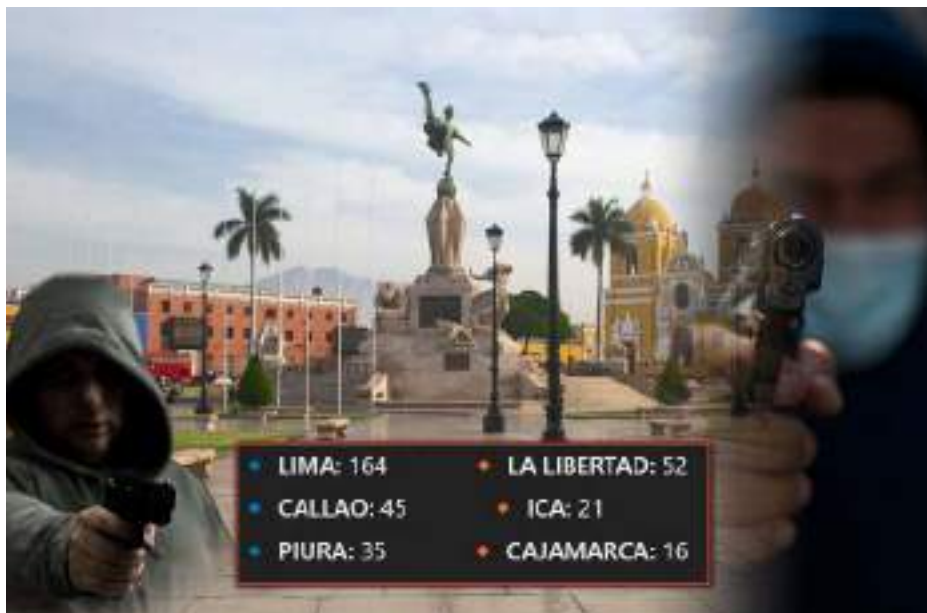 LIMA: 164
LA LIBERTAD: 52
CALLAO: 45
ICA: 21
PIURA: 35
CAJAMARCA: 16